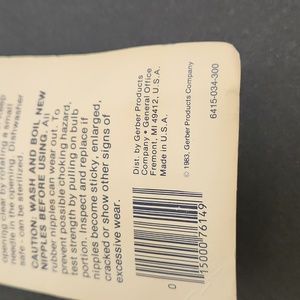 opening clear by rotating a small
needle in the opening. Dishwasher
safe - can be sterilized.
CAUTION: WASH AND BOIL NEW
NIPPLES BEFORE USING. All
rubber nipples can wear out. To
prevent possible choking hazard,
test strength by pulling on bulb
portion. Inspect and replace if
nipples become sticky, enlarged,
cracked or show other signs of
excessive wear.
Dist. by Gerber Products
Company • General Office
Fremont, MI 49412, U.S.A.
Made in U.S.A.
© 1983, Gerber Products Company
6415-034-300
0 15000 76149